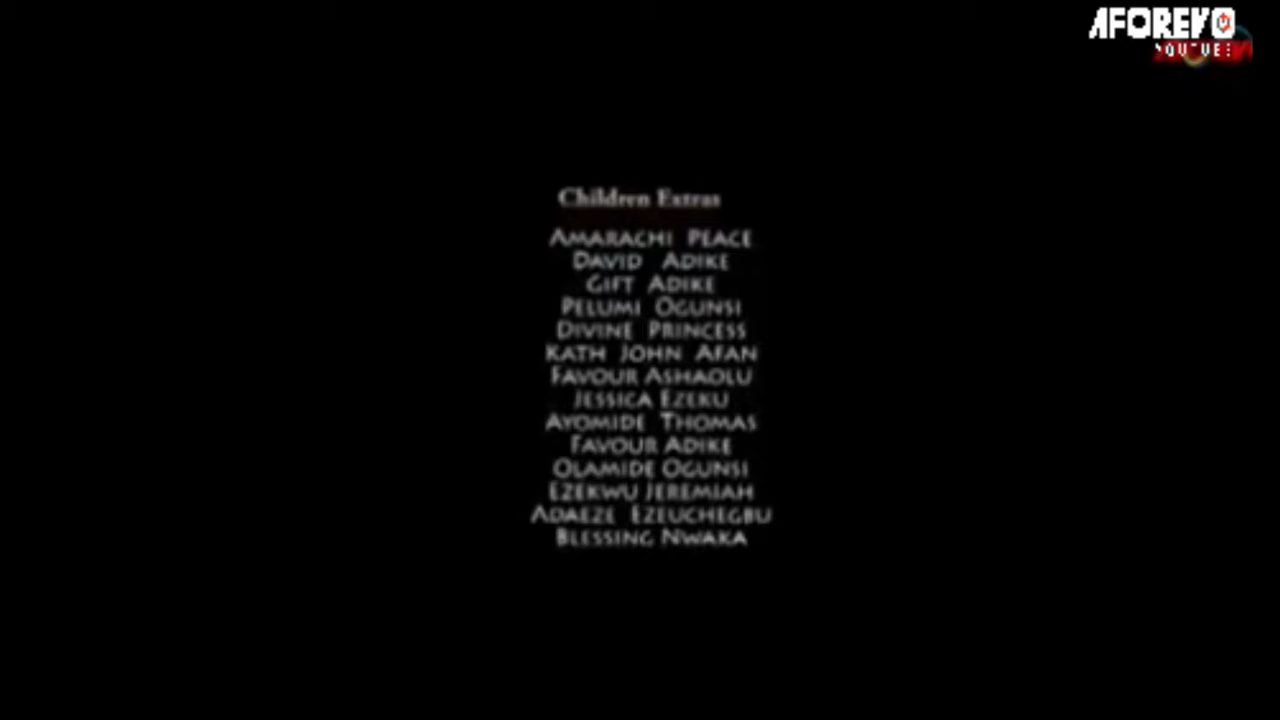 AFOREVO
YOUTUBE
Children Extras
AMARACHI PEACE
DAVID ADIKE
GIFT ADIKE
PELUMI OGUNSI
DIVINE PRINCESS
KATH JOHN AFAN
FAVOUR ASHAOLU
JESSICA EZEKU
AYOMIDE THOMAS
FAVOUR ADIKE
OLAMIDE OGUNSI
EZEKWU JEREMIAH
ADAEZE EZEUCHEGBU
BLESSING NWAKA